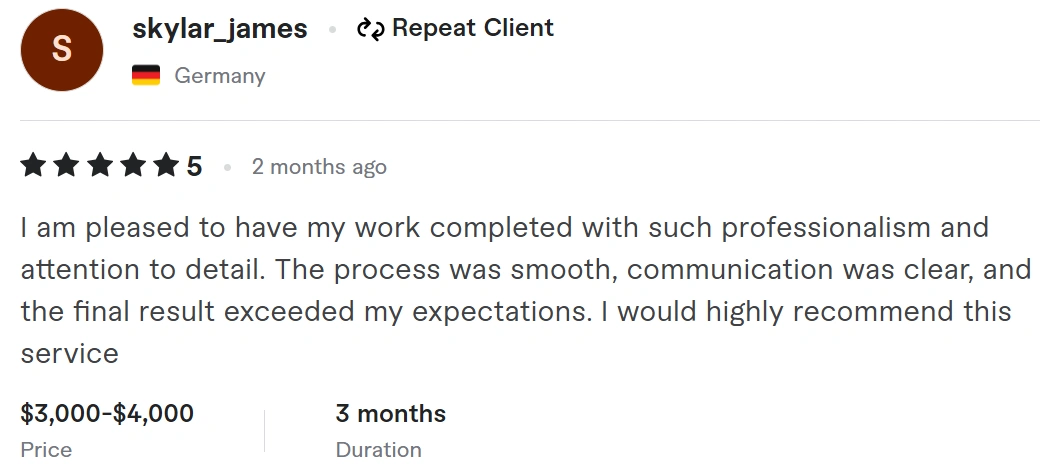 S
skylar_james • Repeat Client
Germany
5 • 2 months ago
I am pleased to have my work completed with such professionalism and
attention to detail. The process was smooth, communication was clear, and
the final result exceeded my expectations. I would highly recommend this
service
$3,000-$4,000 3 months
Price Duration